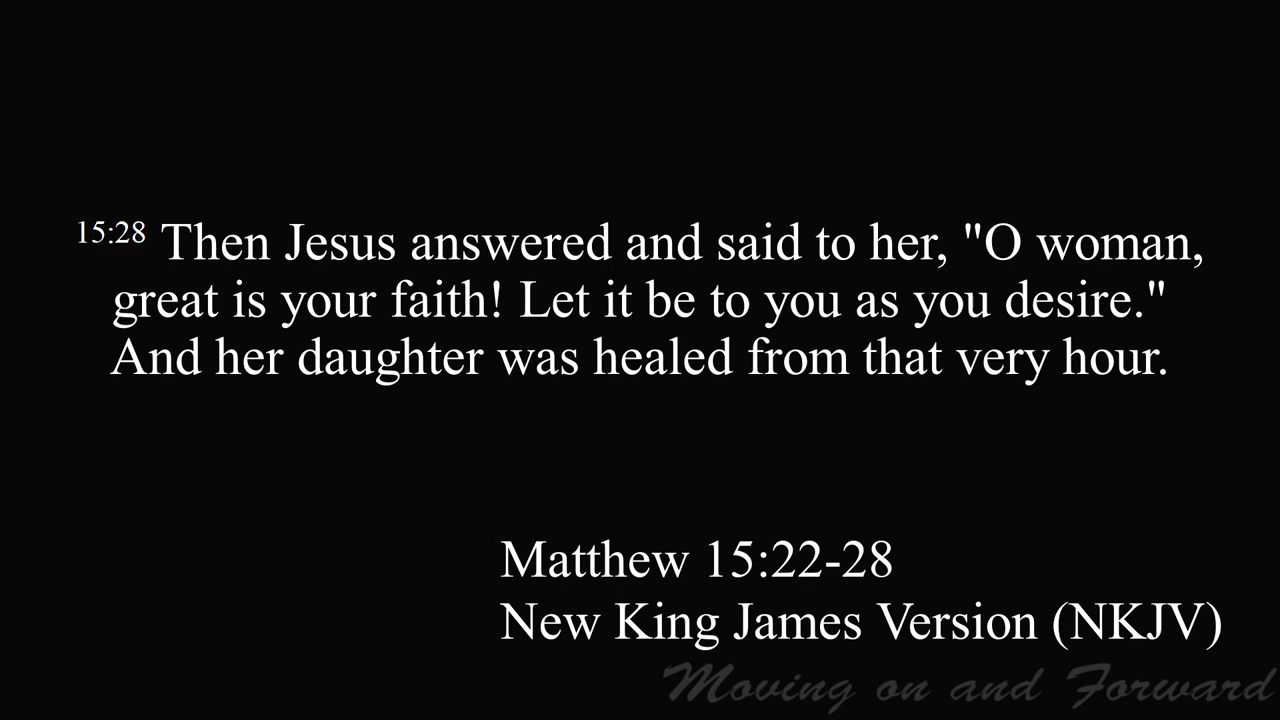 15:28 Then Jesus answered and said to her, "O woman,
great is your faith! Let it be to you as you desire."
And her daughter was healed from that very hour.
Matthew 15:22-28
New King James Version (NKJV)
Moving on and Forward